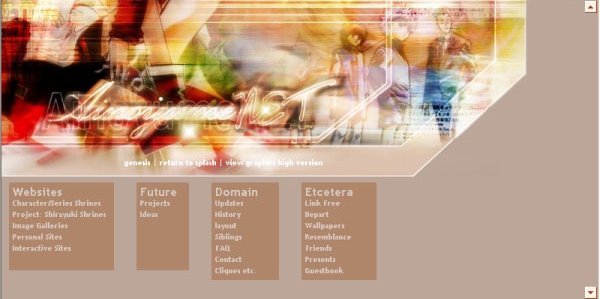 genesis | return to splash | view graphics high version
Websites
Character/Series Shrines
Project: Shirayuki Shrines
Image Galleries
Personal Sites
Interactive Sites
Future
Projects
Ideas
Domain
Updates
History
layout
Siblings
FAQ
Contact
Cliques etc.
Etcetera
Link Free
Depart
Wallpapers
Resemblance
Friends
Presents
Guestbook